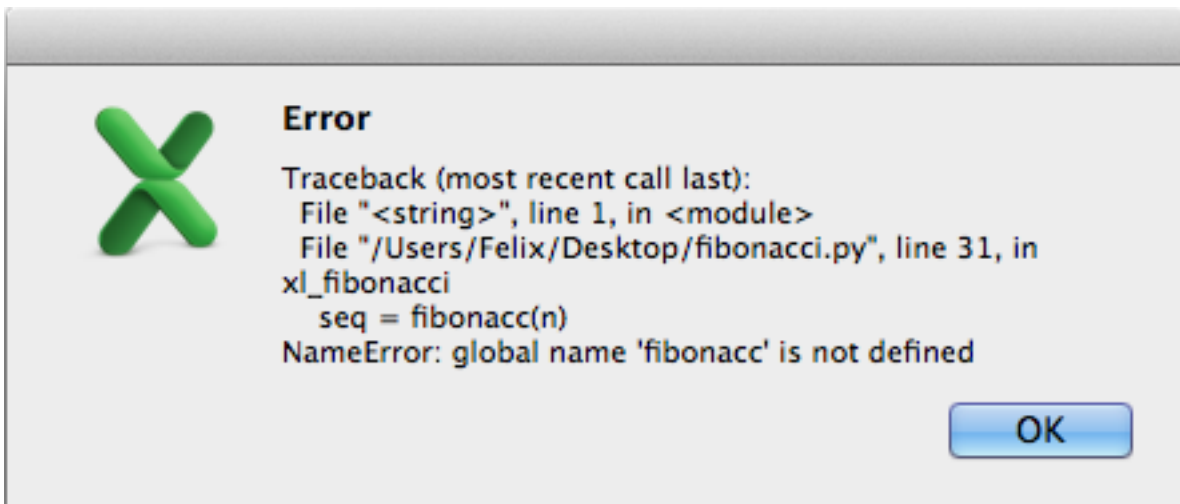 Error
Traceback (most recent call last):
File "<string>", line 1, in <module>
File "/Users/Felix/Desktop/fibonacci.py", line 31, in
xl_fibonacci
seq = fibonacc(n)
NameError: global name 'fibonacc' is not defined
OK